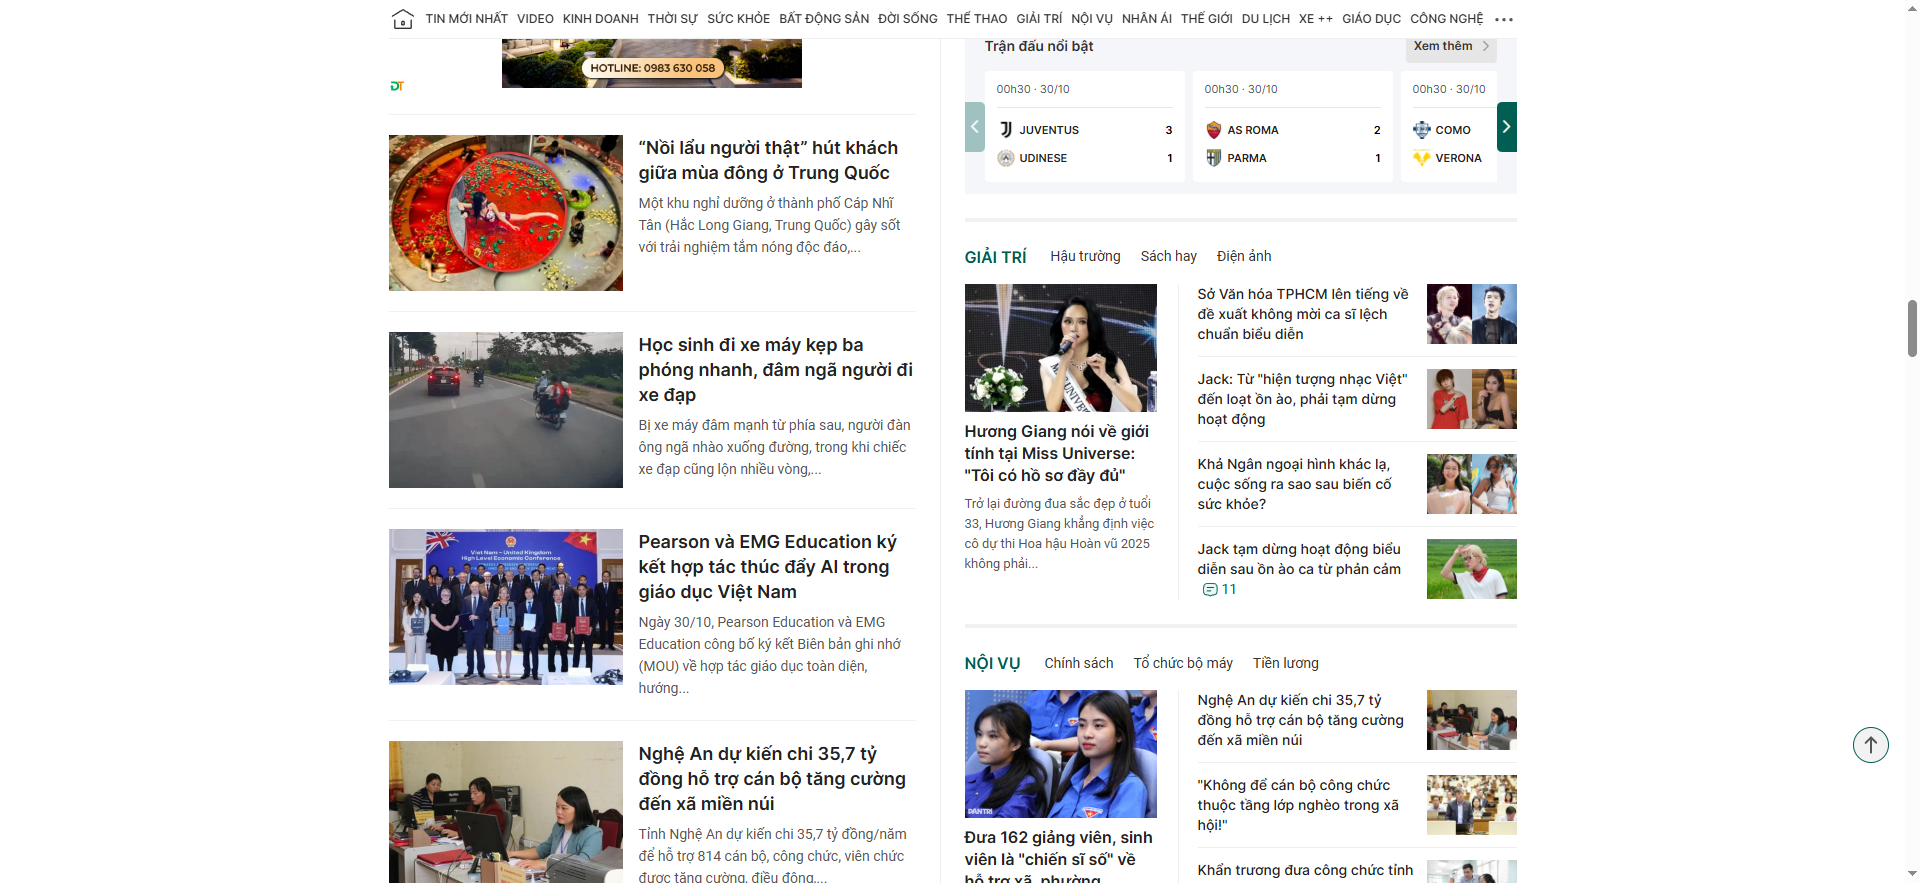 TIN MỚI NHẤT VIDEO KINH DOANH THỜI SỰ SỨC KHỎE BẤT ĐỘNG SẢN ĐỜI SỐNG THỂ THAO GIẢI TRÍ NỘI VỤ NHÂN ÁI THẾ GIỚI DU LỊCH XE ++ GIÁO DỤC CÔNG NGHỆ
HOTLINE: 0983 630 058
DT
“Nồi lẩu người thật” hút khách
giữa mùa đông ở Trung Quốc
Một khu nghỉ dưỡng ở thành phố Cáp Nhĩ
Tân (Hắc Long Giang, Trung Quốc) gây sốt
với trải nghiệm tắm nóng độc đáo,...
Học sinh đi xe máy kẹp ba
phóng nhanh, đâm ngã người đi
xe đạp
Bị xe máy đâm mạnh từ phía sau, người đàn
ông ngã nhào xuống đường, trong khi chiếc
xe đạp cũng lộn nhiều vòng,...
Viet Nam - United Kingdom
High Level Economic Conference
Pearson và EMG Education ký
kết hợp tác thúc đẩy AI trong
giáo dục Việt Nam
Ngày 30/10, Pearson Education và EMG
Education công bố ký kết Biên bản ghi nhớ
(MOU) về hợp tác giáo dục toàn diện,
hướng...
Nghệ An dự kiến chi 35,7 tỷ
đồng hỗ trợ cán bộ tăng cường
đến xã miền núi
Tỉnh Nghệ An dự kiến chi 35,7 tỷ đồng/năm
để hỗ trợ 814 cán bộ, công chức, viên chức
được tăng cường, điều động,...
Trận đấu nổi bật
Xem thêm
00h30 · 30/10
JUVENTUS 3
UDINESE 1
00h30 · 30/10
AS ROMA 2
PARMA 1
00h30 · 30/10
COMO
VERONA
GIẢI TRÍ Hậu trường Sách hay Điện ảnh
Hương Giang nói về giới
tính tại Miss Universe:
"Tôi có hồ sơ đầy đủ"
Trở lại đường đua sắc đẹp ở tuổi
33, Hương Giang khẳng định việc
cô dự thi Hoa hậu Hoàn vũ 2025
không phải...
Sở Văn hóa TPHCM lên tiếng về
đề xuất không mời ca sĩ lệch
chuẩn biểu diễn
Jack: Từ "hiện tượng nhạc Việt"
đến loạt ồn ào, phải tạm dừng
hoạt động
Khả Ngân ngoại hình khác lạ,
cuộc sống ra sao sau biến cố
sức khỏe?
Jack tạm dừng hoạt động biểu
diễn sau ồn ào ca từ phản cảm
11
NỘI VỤ Chính sách Tổ chức bộ máy Tiền lương
DANTRI
Đưa 162 giảng viên, sinh
viên là "chiến sĩ số" về
hỗ trợ xã, phường
Nghệ An dự kiến chi 35,7 tỷ
đồng hỗ trợ cán bộ tăng cường
đến xã miền núi
"Không để cán bộ công chức
thuộc tầng lớp nghèo trong xã
hội!"
Khẩn trương đưa công chức tỉnh